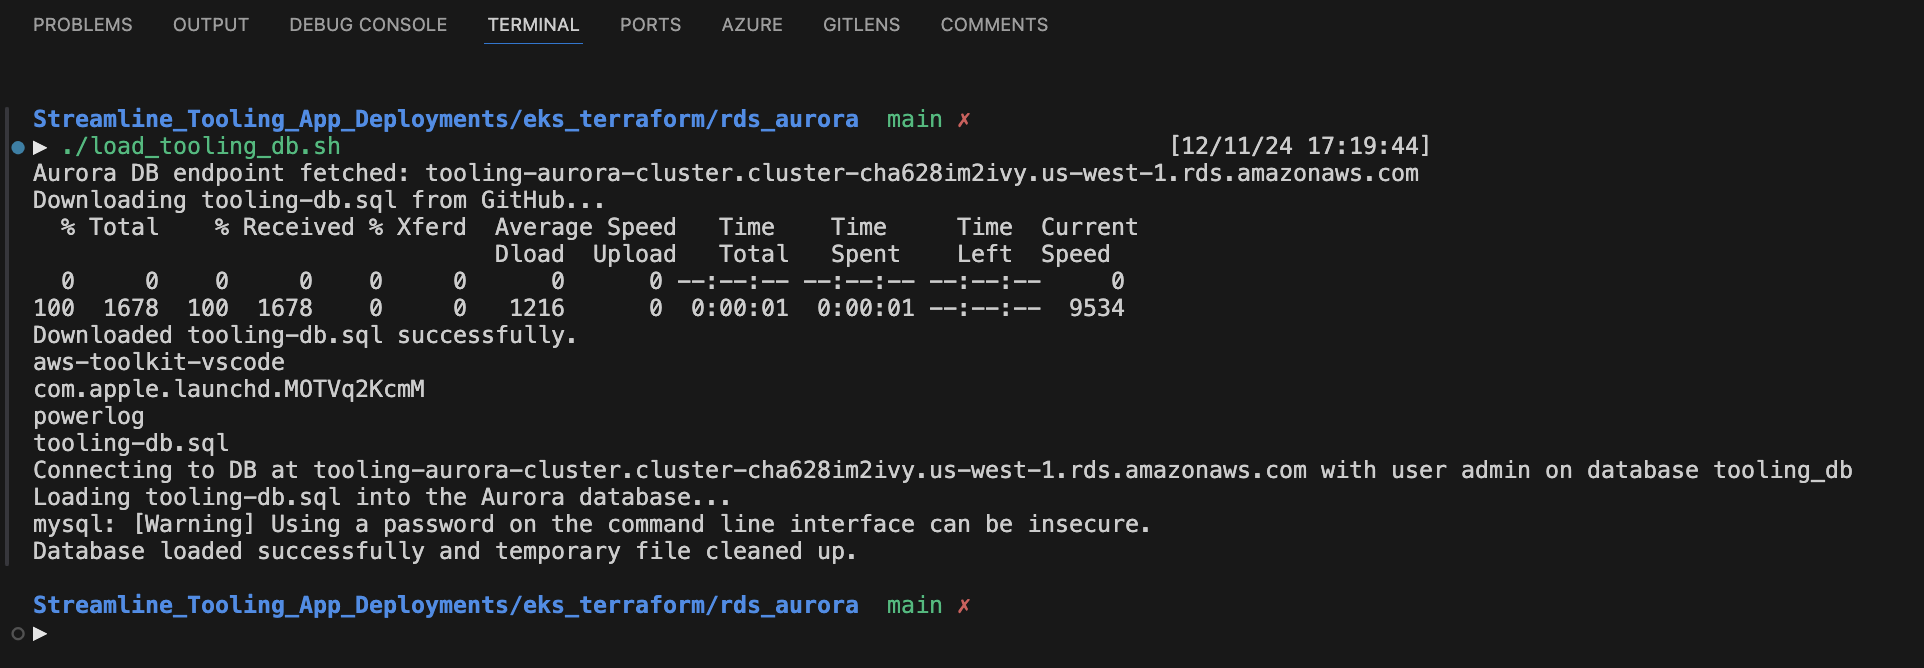 PROBLEMS OUTPUT DEBUG CONSOLE TERMINAL PORTS AZURE GITLENS COMMENTS
Streamline_Tooling_App_Deployments/eks_terraform/rds_aurora main ✗
▶ ./load_tooling_db.sh [12/11/24 17:19:44]
Aurora DB endpoint fetched: tooling-aurora-cluster.cluster-cha628im2ivy.us-west-1.rds.amazonaws.com
Downloading tooling-db.sql from GitHub...
  % Total    % Received % Xferd  Average Speed   Time    Time     Time  Current
                                 Dload  Upload   Total   Spent    Left  Speed
  0     0    0     0    0     0      0      0 --:--:-- --:--:-- --:--:--     0
100  1678  100  1678    0     0   1216      0  0:00:01  0:00:01 --:--:--  9534
Downloaded tooling-db.sql successfully.
aws-toolkit-vscode
com.apple.launchd.MOTVq2KcmM
powerlog
tooling-db.sql
Connecting to DB at tooling-aurora-cluster.cluster-cha628im2ivy.us-west-1.rds.amazonaws.com with user admin on database tooling_db
Loading tooling-db.sql into the Aurora database...
mysql: [Warning] Using a password on the command line interface can be insecure.
Database loaded successfully and temporary file cleaned up.
Streamline_Tooling_App_Deployments/eks_terraform/rds_aurora main ✗
▶